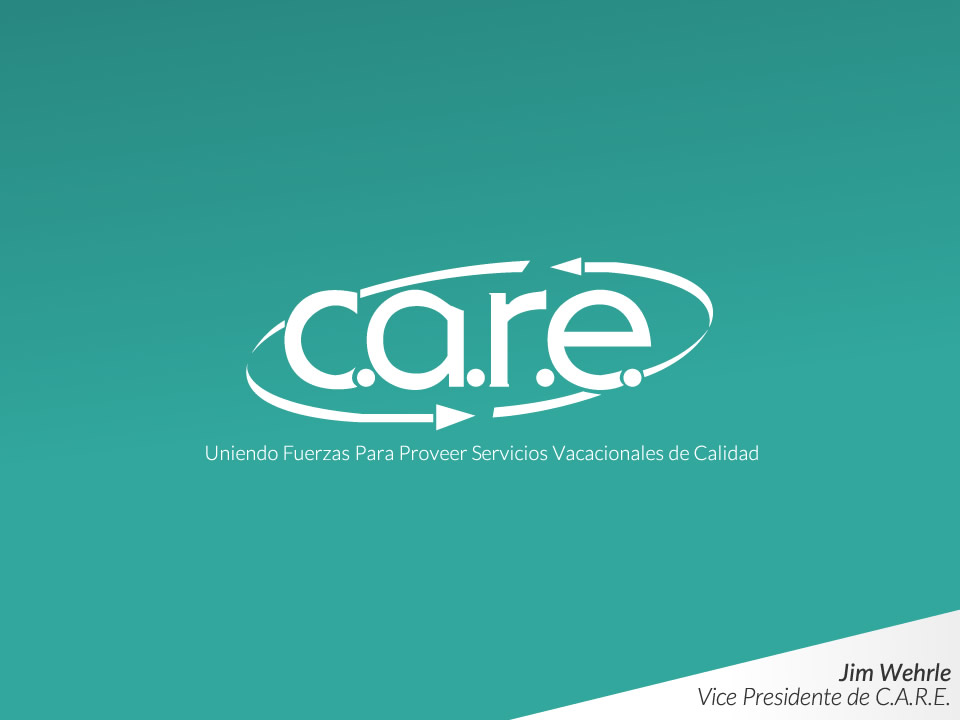 c.a.r.e.
Uniendo Fuerzas Para Proveer Servicios Vacacionales de Calidad
Jim Wehrle
Vice Presidente de C.A.R.E.